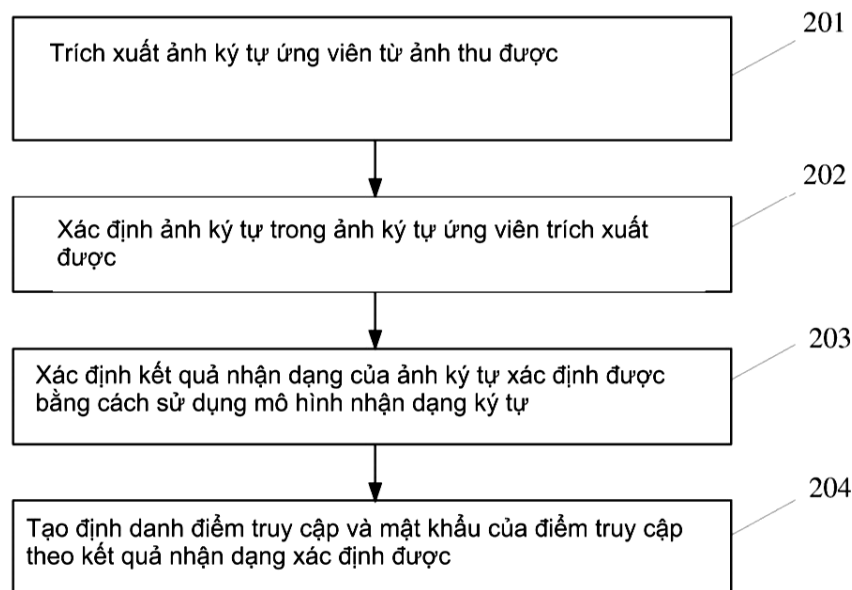 201
Trích xuất ảnh ký tự ứng viên từ ảnh thu được
202
Xác định ảnh ký tự trong ảnh ký tự ứng viên trích xuất
được
203
Xác định kết quả nhận dạng của ảnh ký tự xác định được
bằng cách sử dụng mô hình nhận dạng ký tự
204
Tạo định danh điểm truy cập và mật khẩu của điểm truy cập
theo kết quả nhận dạng xác định được